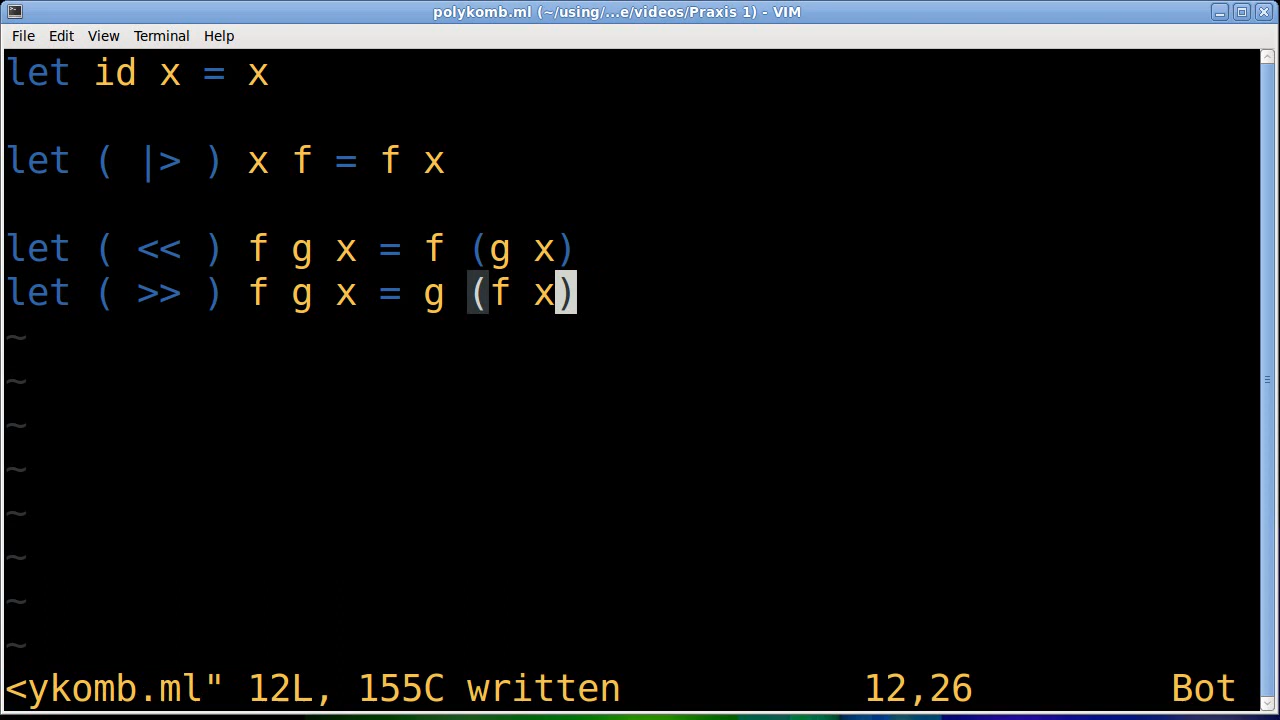 polykomb.ml (~/using/...e/videos/Praxis 1) - VIM
File Edit View Terminal Help
let id x = x
let ( |> ) x f = f x
let ( << ) f g x = f (g x)
let ( >> ) f g x = g (f x)
~
~
~
~
~
~
~
~
<ykomb.ml" 12L, 155C written 12,26 Bot